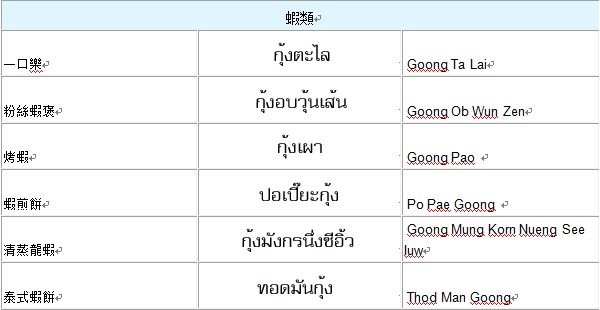 蝦類
一口樂 กุ้งตะไล Goong Ta Lai
粉絲蝦褒 กุ้งอบวุ้นเส้น Goong Ob Wun Zen
烤蝦 กุ้งเผา Goong Pao
蝦煎餅 ปอเปี๊ยะกุ้ง Po Pae Goong
清蒸龍蝦 กุ้งมังกรนึ่งซีอิ้ว Goong Mung Korn Nueng See
Iuw
泰式蝦餅 ทอดมันกุ้ง Thod Man Goong